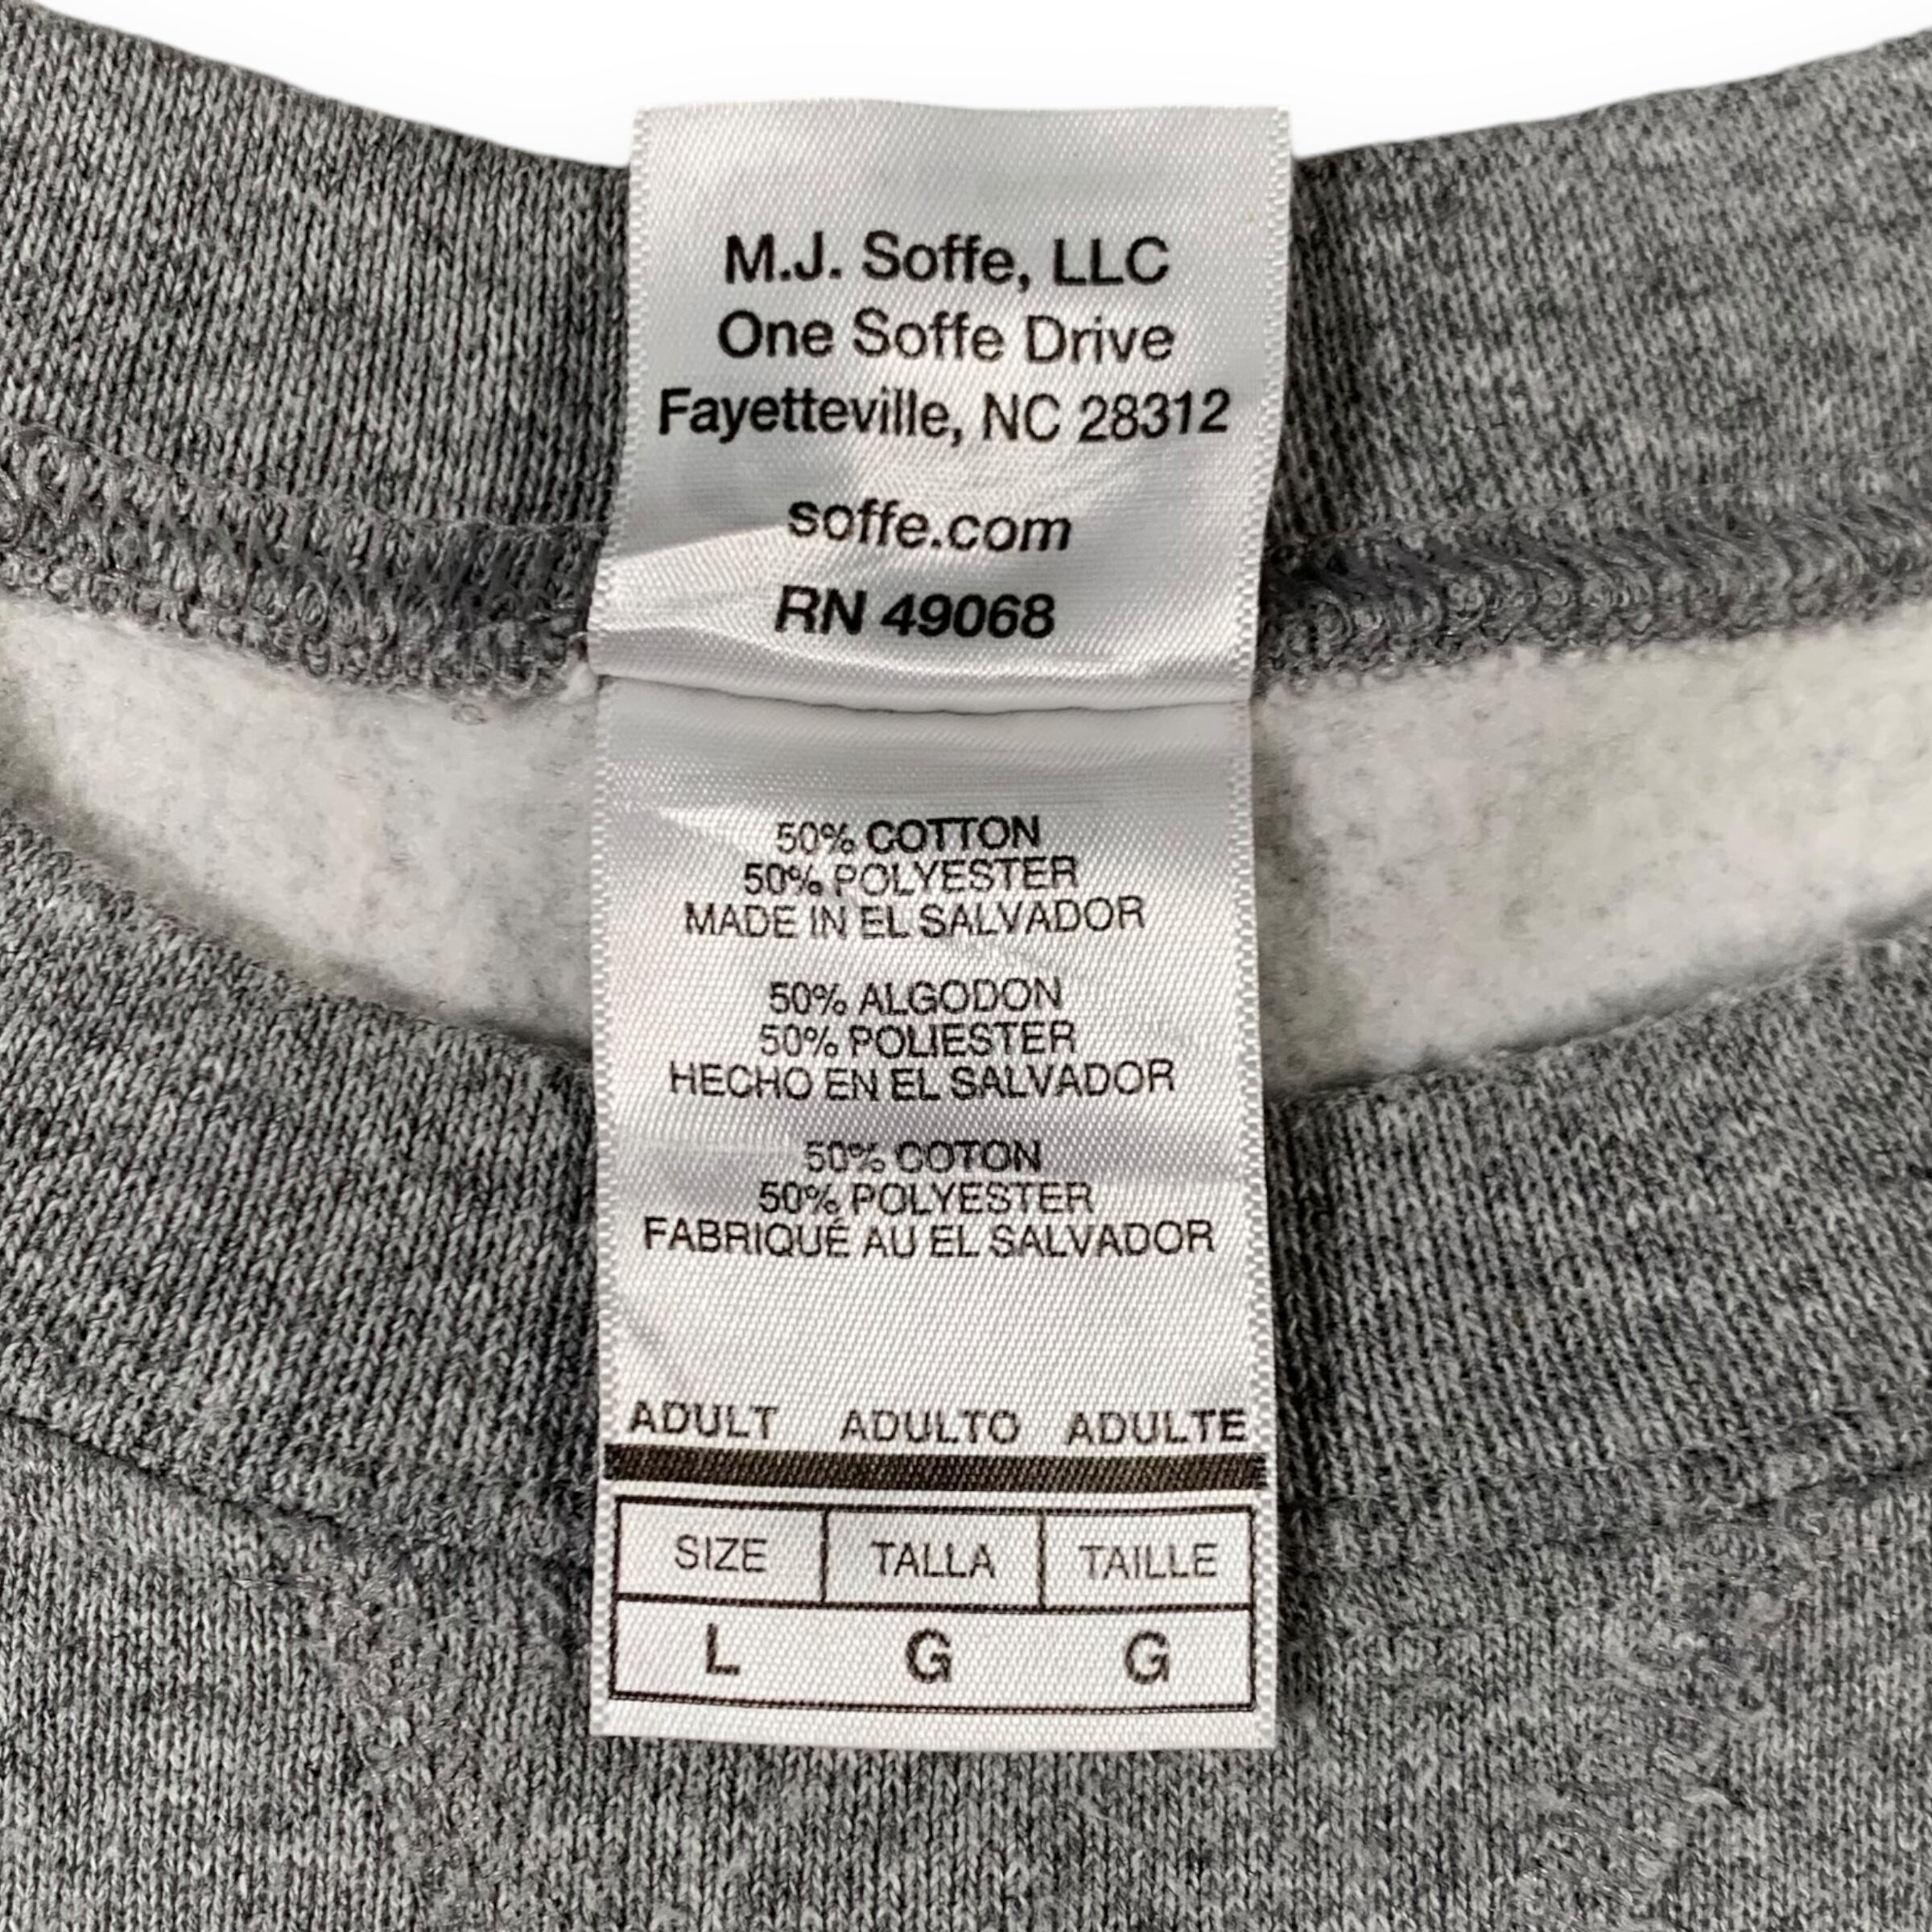 M.J. Soffe, LLC
One Soffe Drive
Fayetteville, NC 28312
soffe.com
RN 49068
50% COTTON
50% POLYESTER
MADE IN EL SALVADOR
50% ALGODON
50% POLIESTER
HECHO EN EL SALVADOR
50% COTON
50% POLYESTER
FABRIQUÉ AU EL SALVADOR
ADULT ADULTO ADULTE
SIZE TALLA TAILLE
L G G